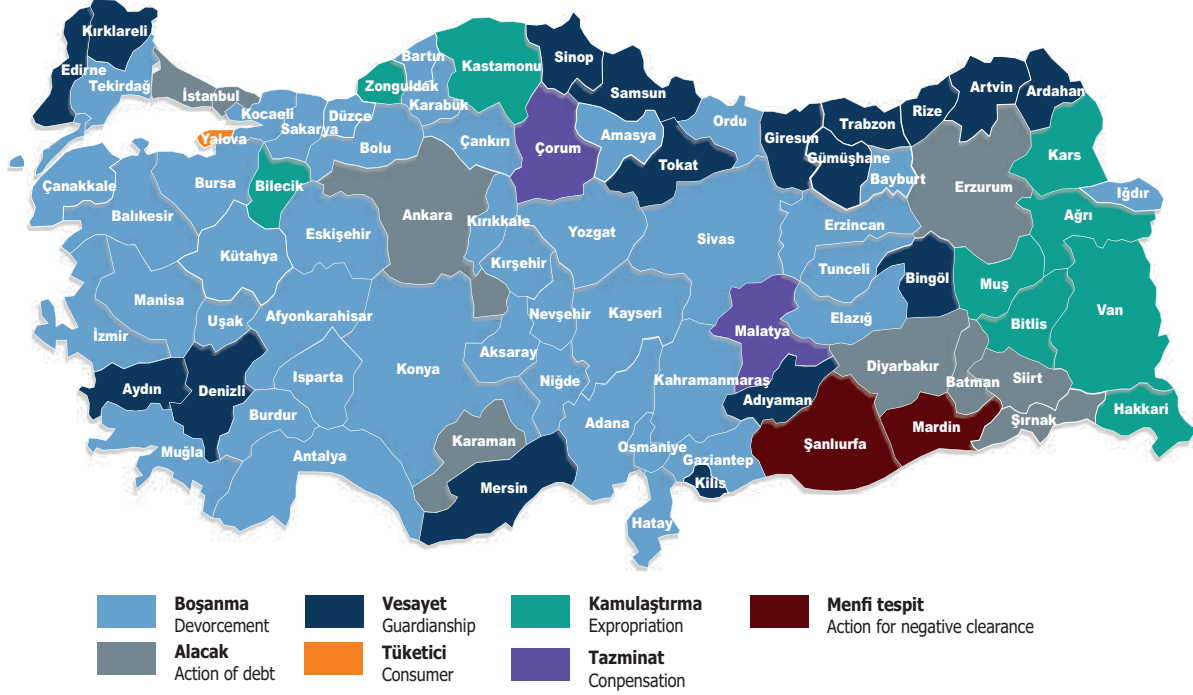 Kırklareli
Edirne
Tekirdağ
İstanbul
Kocaeli
Yalova
Sakarya
Düzce
Bolu
Zonguldak
Bartın
Karabük
Kastamonu
Sinop
Samsun
Çankırı
Çorum
Amasya
Tokat
Ordu
Giresun
Trabzon
Gümüşhane
Rize
Artvin
Ardahan
Bayburt
Erzurum
Kars
Iğdır
Ağrı
Çanakkale
Balıkesir
Bursa
Bilecik
Eskişehir
Ankara
Kırıkkale
Kırşehir
Yozgat
Sivas
Erzincan
Tunceli
Bingöl
Muş
Bitlis
Van
Kütahya
Manisa
İzmir
Uşak
Afyonkarahisar
Konya
Aksaray
Nevşehir
Kayseri
Malatya
Elazığ
Diyarbakır
Batman
Siirt
Şırnak
Hakkari
Aydın
Denizli
Isparta
Burdur
Muğla
Antalya
Karaman
Mersin
Niğde
Adana
Kahramanmaraş
Osmaniye
Adıyaman
Gaziantep
Kilis
Hatay
Şanlıurfa
Mardin
Boşanma
Devorcement
Vesayet
Guardianship
Kamulaştırma
Expropriation
Menfi tespit
Action for negative clearance
Alacak
Action of debt
Tüketici
Consumer
Tazminat
Conpensation